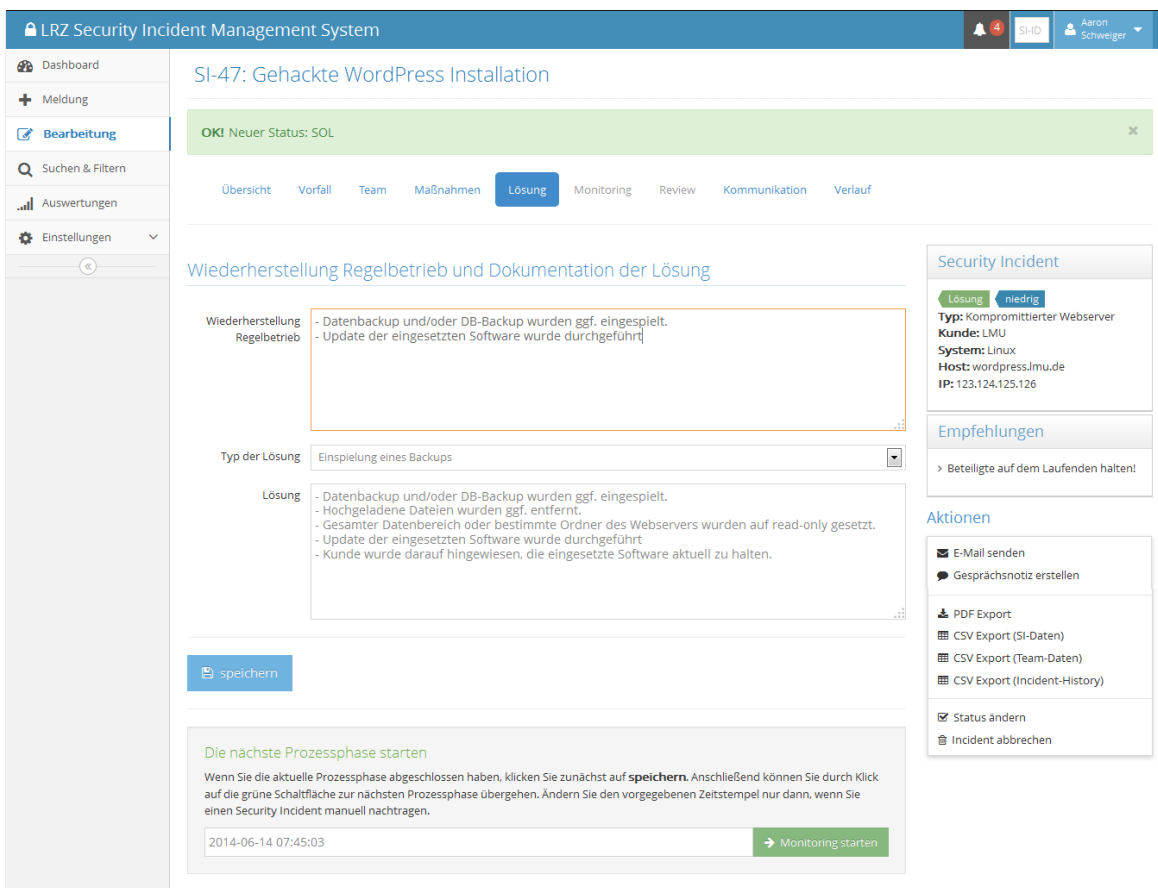 LRZ Security Incident Management System
4
SI-ID
Aaron
Schweiger
Dashboard
Meldung
Bearbeitung
Suchen & Filtern
Auswertungen
Einstellungen
SI-47: Gehackte WordPress Installation
OK! Neuer Status: SOL
×
Übersicht Vorfall Team Maßnahmen Lösung Monitoring Review Kommunikation Verlauf
Wiederherstellung Regelbetrieb und Dokumentation der Lösung
Wiederherstellung
Regelbetrieb
- Datenbackup und/oder DB-Backup wurden ggf. eingespielt.
- Update der eingesetzten Software wurde durchgeführt
Typ der Lösung
Einspielung eines Backups
Lösung
- Datenbackup und/oder DB-Backup wurden ggf. eingespielt.
- Hochgeladene Dateien wurden ggf. entfernt.
- Gesamter Datenbereich oder bestimmte Ordner des Webservers wurden auf read-only gesetzt.
- Update der eingesetzten Software wurde durchgeführt
- Kunde wurde darauf hingewiesen, die eingesetzte Software aktuell zu halten.
speichern
Die nächste Prozessphase starten
Wenn Sie die aktuelle Prozessphase abgeschlossen haben, klicken Sie zunächst auf speichern. Anschließend können Sie durch Klick
auf die grüne Schaltfläche zur nächsten Prozessphase übergehen. Ändern Sie den vorgegebenen Zeitstempel nur dann, wenn Sie
einen Security Incident manuell nachtragen.
2014-06-14 07:45:03
Monitoring starten
Security Incident
Lösung niedrig
Typ: Kompromittierter Webserver
Kunde: LMU
System: Linux
Host: wordpress.lmu.de
IP: 123.124.125.126
Empfehlungen
> Beteiligte auf dem Laufenden halten!
Aktionen
E-Mail senden
Gesprächsnotiz erstellen
PDF Export
CSV Export (SI-Daten)
CSV Export (Team-Daten)
CSV Export (Incident-History)
Status ändern
Incident abbrechen